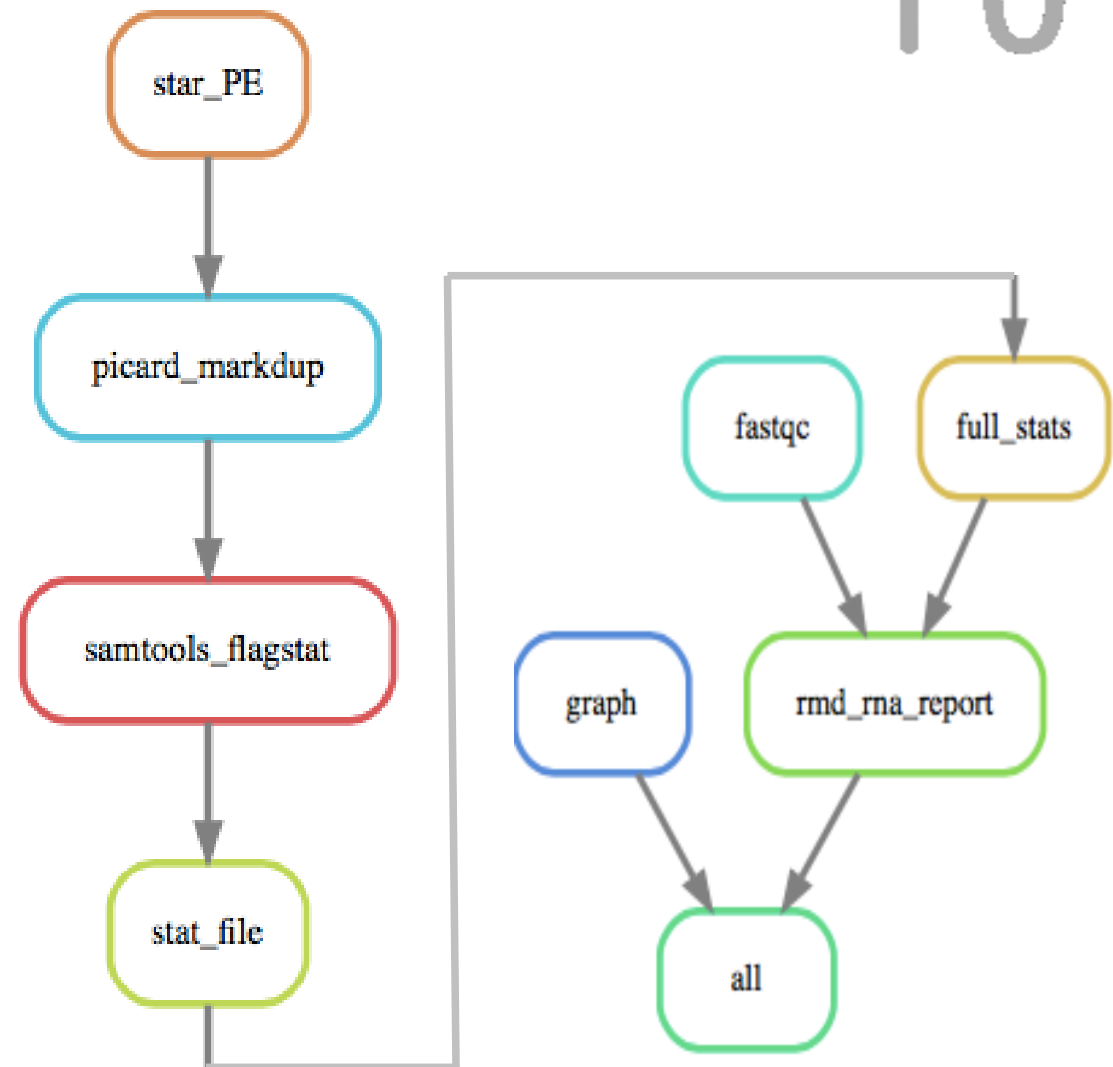 star_PE
picard_markdup
samtools_flagstat
stat_file
fastqc
full_stats
graph
rmd_rna_report
all